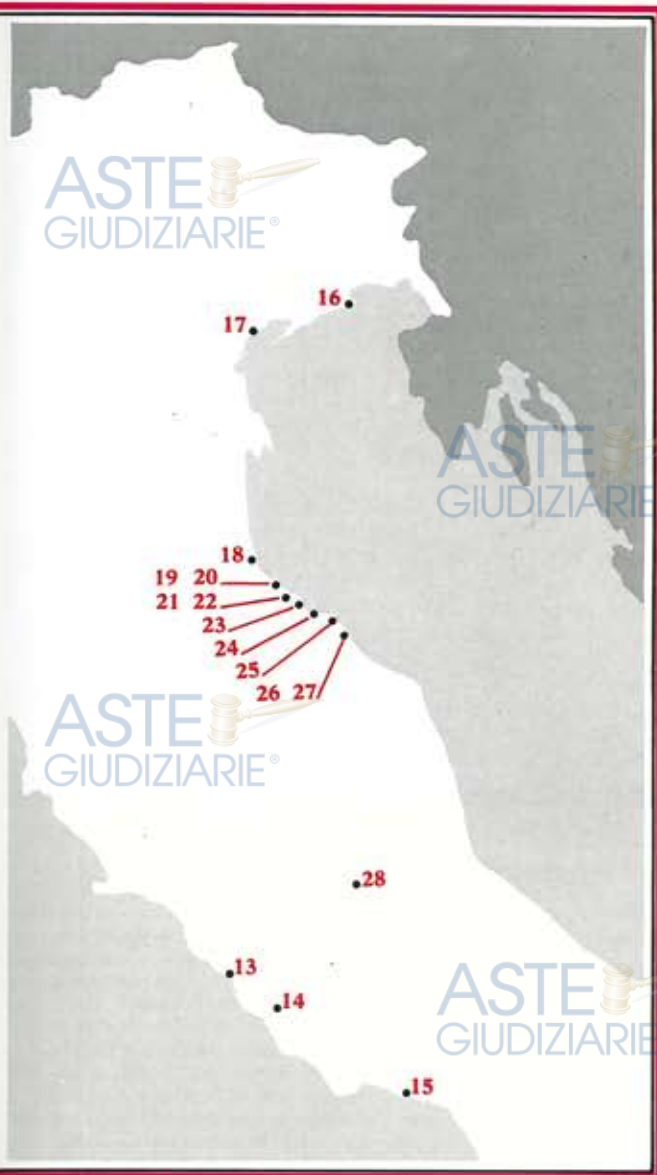 ASTE
GIUDIZIARIE®
16
17
ASTE
GIUDIZIARIE
18
19 20
21 22
23
24
25
26 27
ASTE
GIUDIZIARIE®
28
13
14
ASTE
GIUDIZIARIE
15